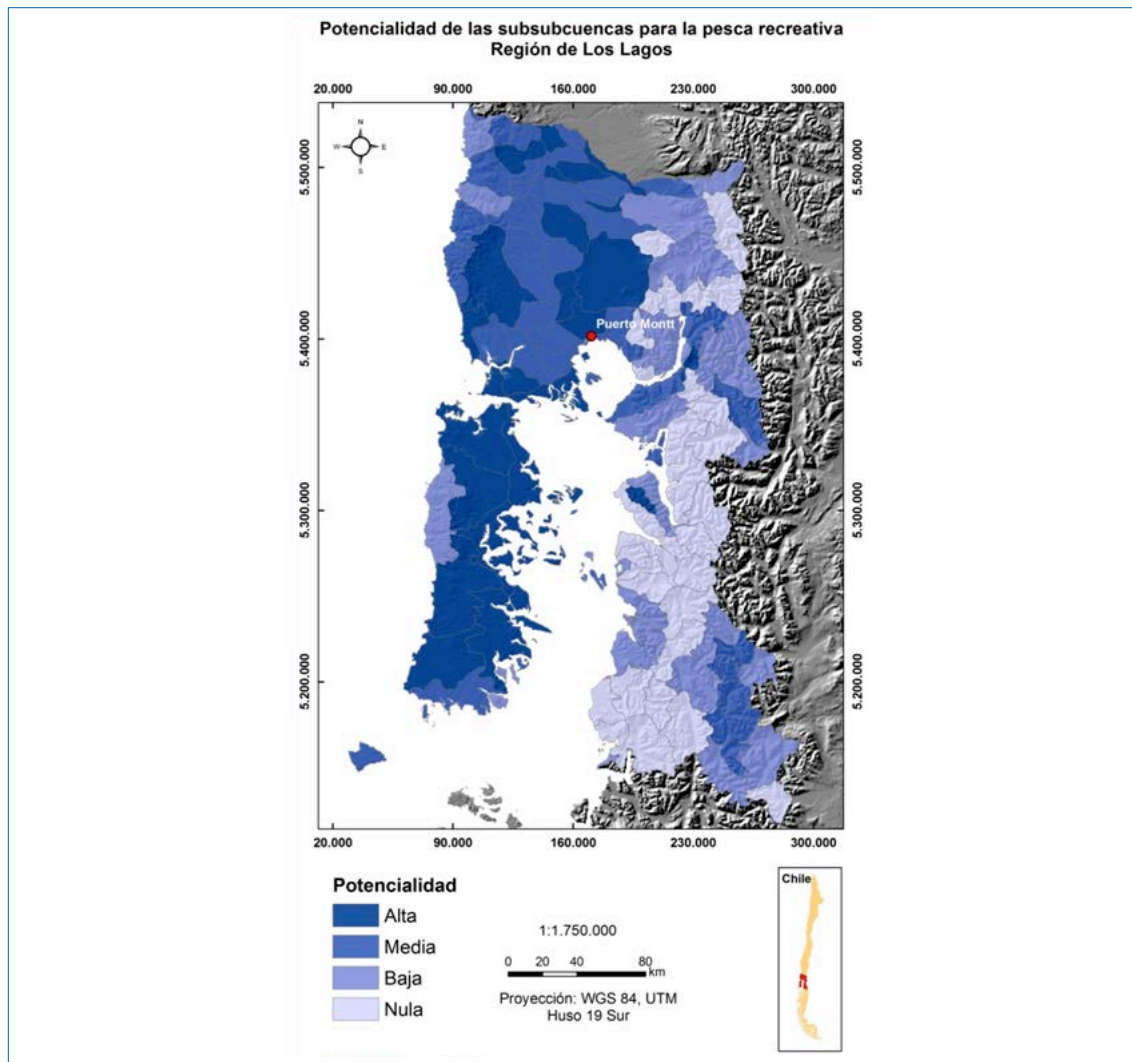 Potencialidad de las subsubcuencas para la pesca recreativa
Región de Los Lagos
20.000 90.000 160.000 230.000 300.000
N
W E
S
5.500.000 5.500.000
Puerto Montt
5.400.000 5.400.000
5.300.000 5.300.000
5.200.000 5.200.000
20.000 90.000 160.000 230.000 300.000
Potencialidad
Alta
Media
Baja
Nula
1:1.750.000
0 20 40 80
km
Proyección: WGS 84, UTM
Huso 19 Sur
Chile